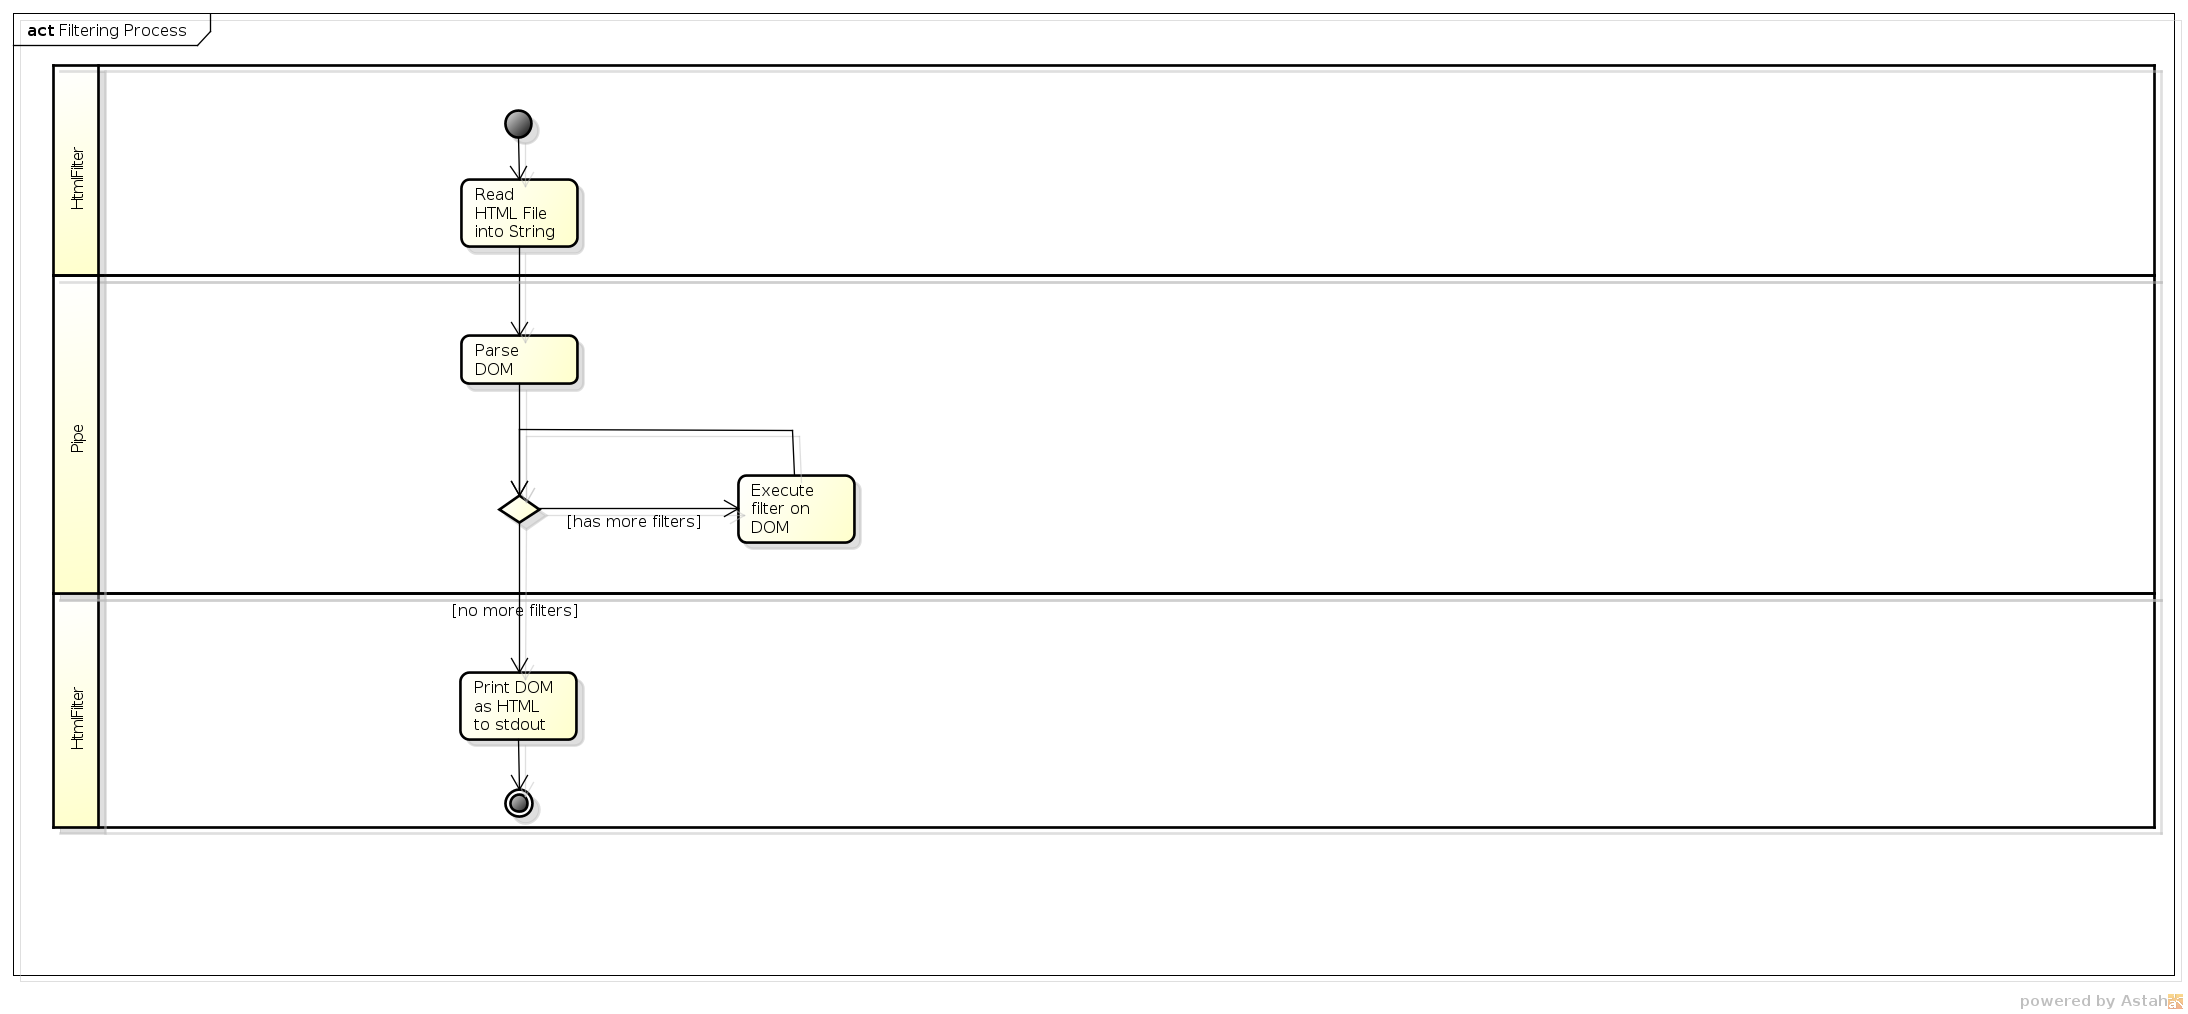 act Filtering Process
HtmlFilter
Read
HTML File
into String
Pipe
Parse
DOM
Execute
filter on
DOM
[has more filters]
[no more filters]
HtmlFilter
Print DOM
as HTML
to stdout
powered by Astah